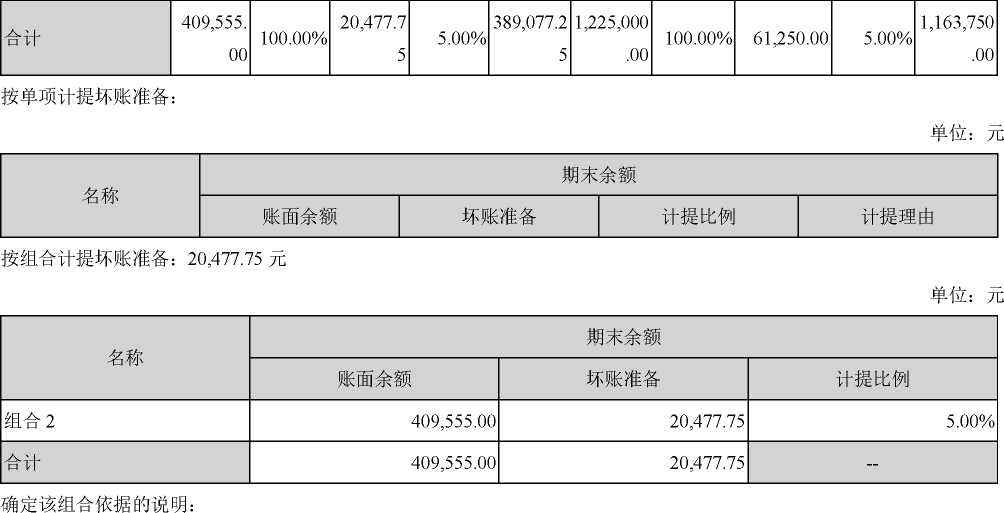 合计 409,555.00 100.00% 20,477.75 5.00% 389,077.25 1,225,000.00 100.00% 61,250.00 5.00% 1,163,750.00
按单项计提坏账准备：
单位：元
名称 期末余额
账面余额 坏账准备 计提比例 计提理由
按组合计提坏账准备：20,477.75 元
单位：元
名称 期末余额
账面余额 坏账准备 计提比例
组合 2 409,555.00 20,477.75 5.00%
合计 409,555.00 20,477.75 --
确定该组合依据的说明：